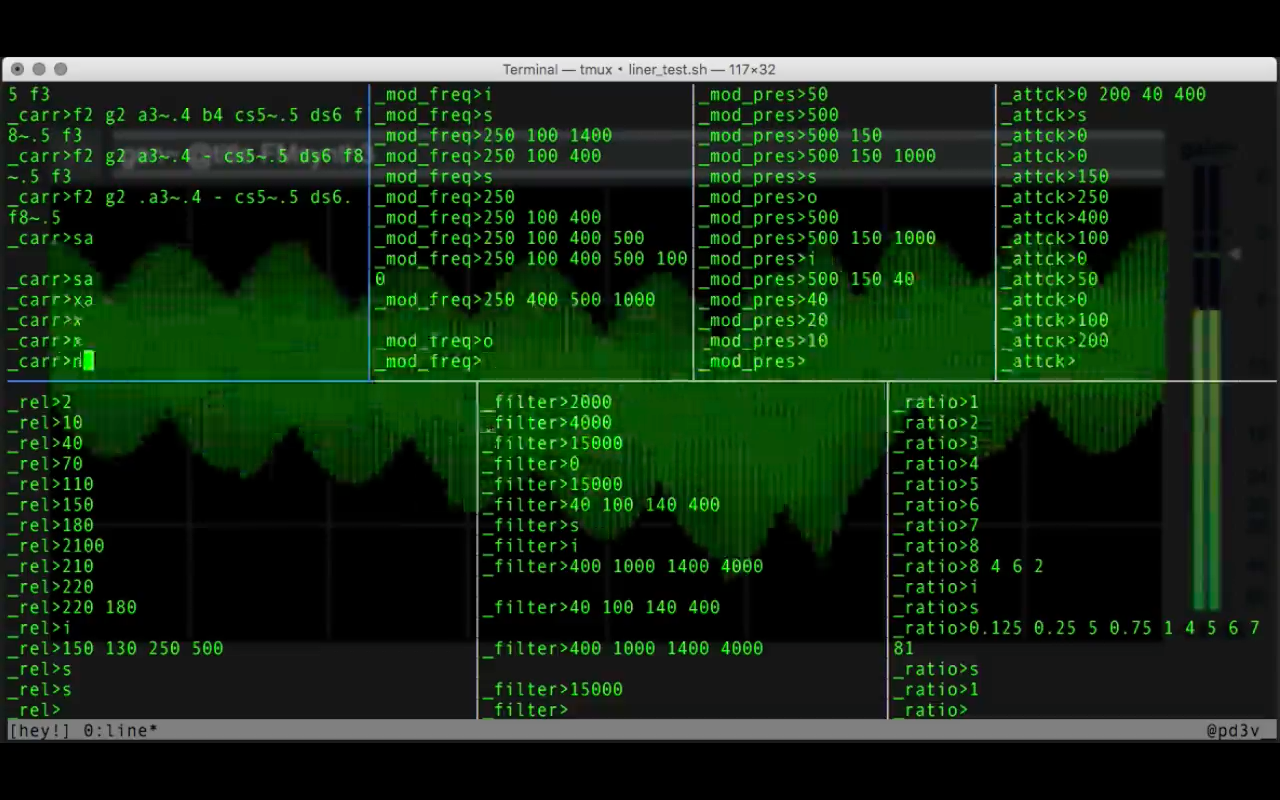 Terminal — tmux • liner_test.sh — 117×32
5 f3
_carr>f2 g2 a3~.4 b4 cs5~.5 ds6 f
8~.5 f3
_carr>f2 g2 a3~.4 - cs5~.5 ds6 f8
~.5 f3
_carr>f2 g2 .a3~.4 - cs5~.5 ds6.
f8~.5
_carr>sa
_carr>sa
_carr>xa
_carr>x
_carr>x
_carr>n
_mod_freq>i
_mod_freq>s
_mod_freq>250 100 1400
_mod_freq>250 100 400
_mod_freq>s
_mod_freq>250
_mod_freq>250 100 400
_mod_freq>250 100 400 500
_mod_freq>250 100 400 500 100
0
_mod_freq>250 400 500 1000
_mod_freq>o
_mod_freq>
_mod_pres>50
_mod_pres>500
_mod_pres>500 150
_mod_pres>500 150 1000
_mod_pres>s
_mod_pres>o
_mod_pres>500
_mod_pres>500 150 1000
_mod_pres>i
_mod_pres>500 150 40
_mod_pres>40
_mod_pres>20
_mod_pres>10
_mod_pres>
_attck>0 200 40 400
_attck>s
_attck>0
_attck>0
_attck>150
_attck>250
_attck>400
_attck>100
_attck>0
_attck>50
_attck>0
_attck>100
_attck>200
_attck>
_rel>2
_rel>10
_rel>40
_rel>70
_rel>110
_rel>150
_rel>180
_rel>2100
_rel>210
_rel>220
_rel>220 180
_rel>i
_rel>150 130 250 500
_rel>s
_rel>s
_rel>
_filter>2000
_filter>4000
_filter>15000
_filter>0
_filter>15000
_filter>40 100 140 400
_filter>s
_filter>i
_filter>400 1000 1400 4000
_filter>40 100 140 400
_filter>400 1000 1400 4000
_filter>15000
_filter>
_ratio>1
_ratio>2
_ratio>3
_ratio>4
_ratio>5
_ratio>6
_ratio>7
_ratio>8
_ratio>8 4 6 2
_ratio>i
_ratio>s
_ratio>0.125 0.25 5 0.75 1 4 5 6 7
81
_ratio>s
_ratio>1
_ratio>
[hey!] 0:line*
@pd3v_